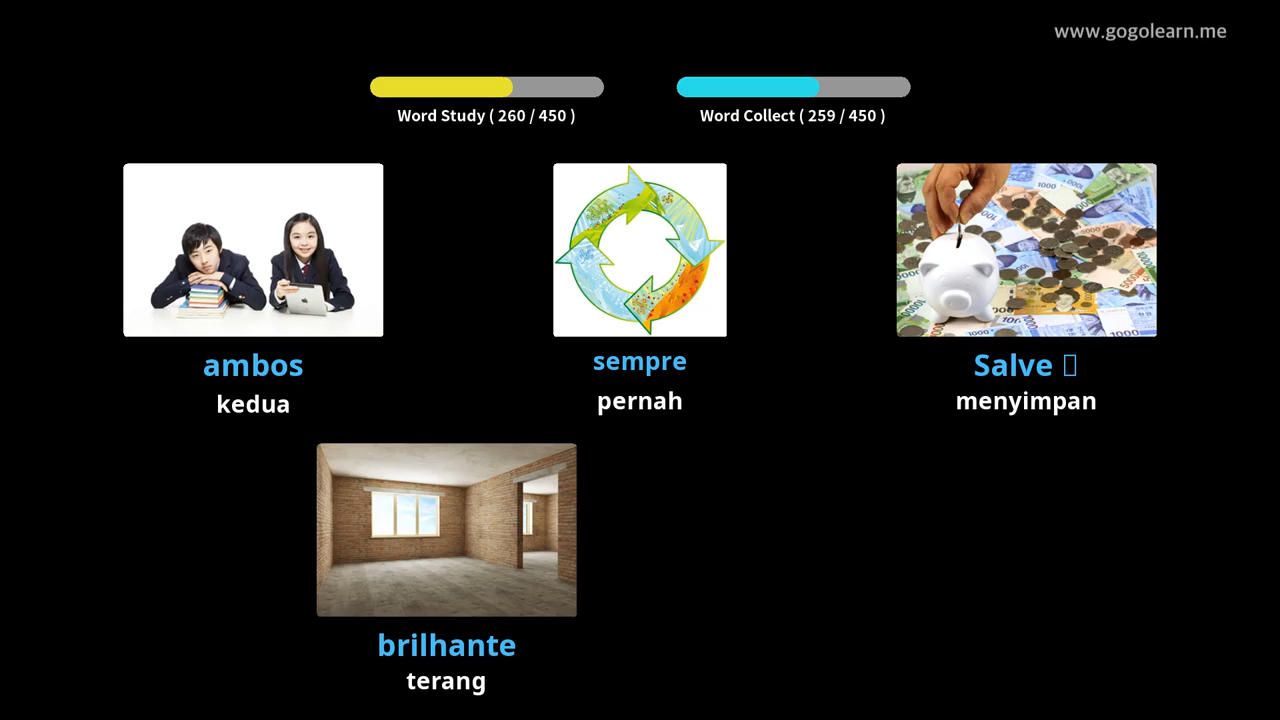 www.gogolearn.me
Word Study ( 260 / 450 )
Word Collect ( 259 / 450 )
ambos
kedua
sempre
pernah
Salve
menyimpan
brilhante
terang